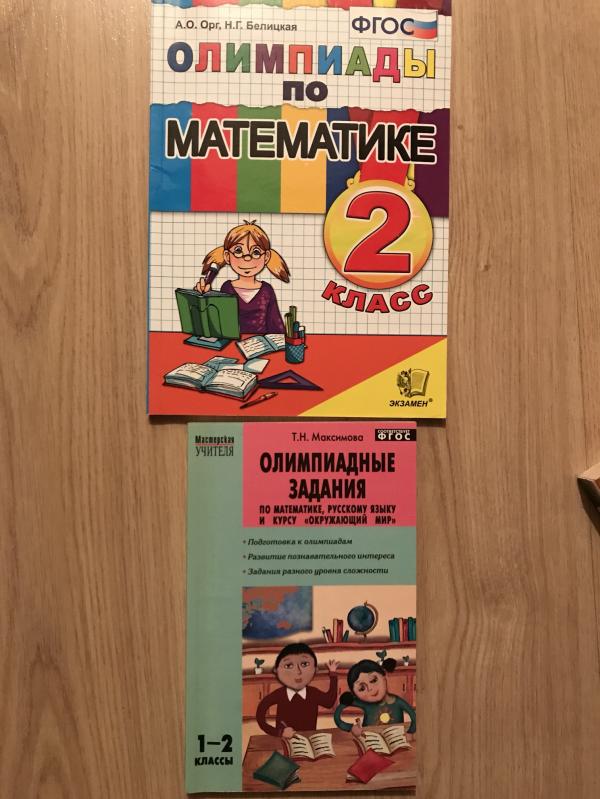 А.О. Орг, Н.Г. Белицкая
ФГОС
ОЛИМПИАДЫ
ПО
МАТЕМАТИКЕ
2
КЛАСС
ЭКЗАМЕН®
Мастерская
УЧИТЕЛЯ
Т.Н. Максимова
СООТВЕТСТВУЕТ
ФГОС
ОЛИМПИАДНЫЕ
ЗАДАНИЯ
ПО МАТЕМАТИКЕ, РУССКОМУ ЯЗЫКУ
И КУРСУ «ОКРУЖАЮЩИЙ МИР»
• Подготовка к олимпиадам
• Развитие познавательного интереса
• Задания разного уровня сложности
1–2
КЛАССЫ